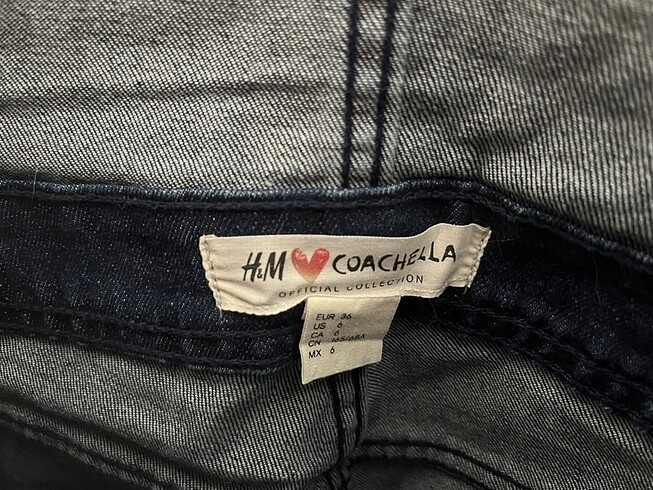 H&M COACHELLA
OFFICIAL COLLECTION
EUR 36
US 6
CA 6
CN 165/68A
MX 6